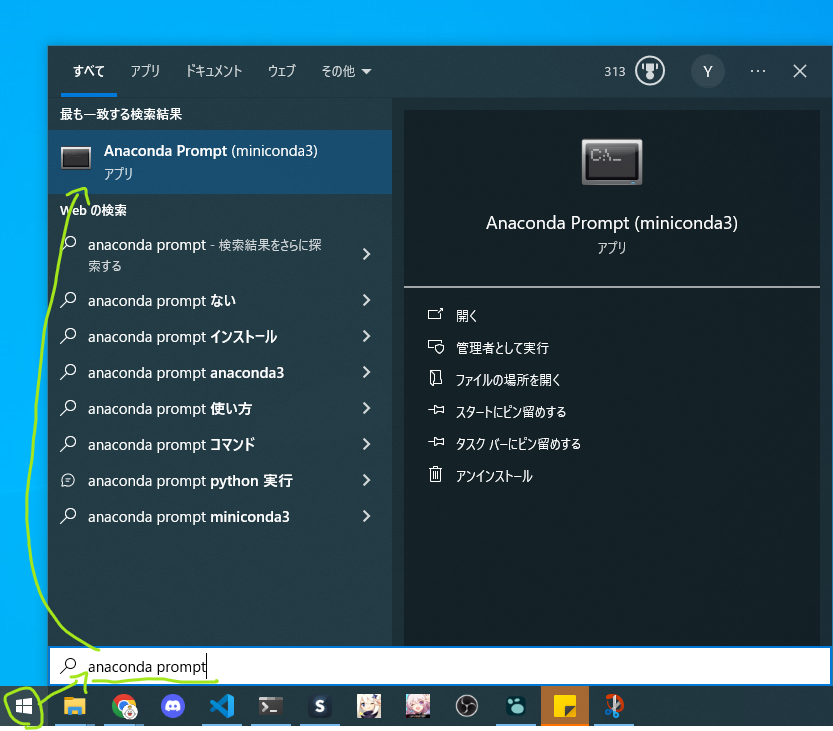 すべて アプリ ドキュメント ウェブ その他 313 Y
最も一致する検索結果
Anaconda Prompt (miniconda3)
アプリ
Web の検索
anaconda prompt - 検索結果をさらに探
索する
anaconda prompt ない
anaconda prompt インストール
anaconda prompt anaconda3
anaconda prompt 使い方
anaconda prompt コマンド
anaconda prompt python 実行
anaconda prompt miniconda3
C:\_
Anaconda Prompt (miniconda3)
アプリ
開く
管理者として実行
ファイルの場所を開く
スタートにピン留めする
タスク バーにピン留めする
アンインストール
anaconda prompt
S